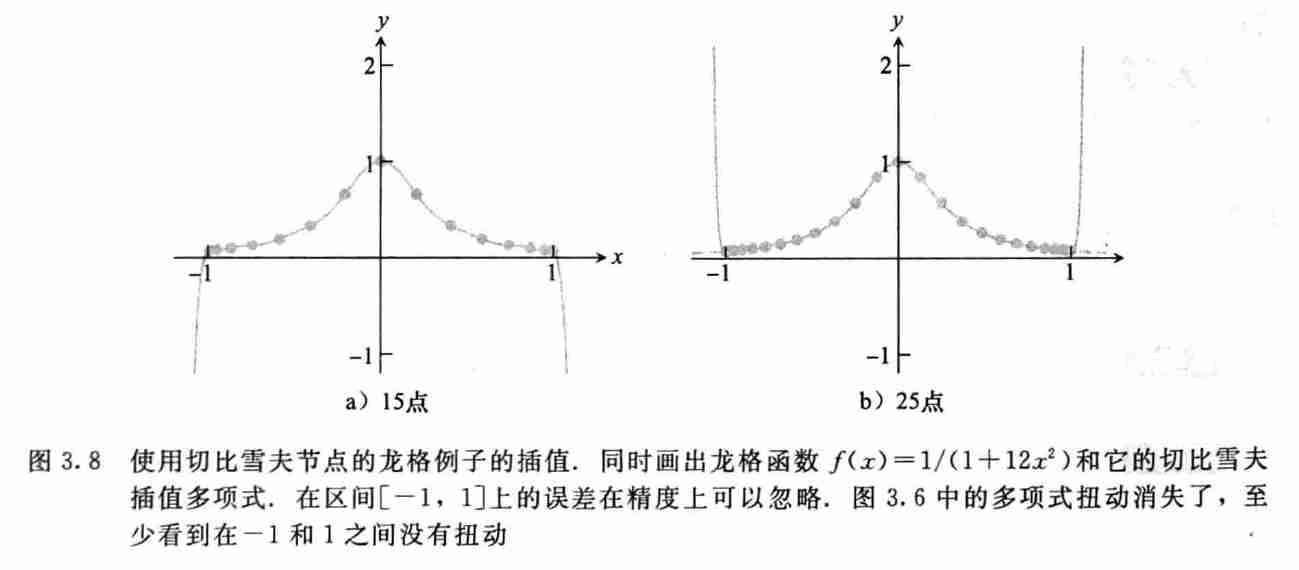 y
2
1
-1
1
x
-1
a）15点
y
2
1
-1
1
-1
b）25点
图 3.8 使用切比雪夫节点的龙格例子的插值. 同时画出龙格函数 f(x)=1/(1+12x²)和它的切比雪夫
插值多项式. 在区间[－1，1]上的误差在精度上可以忽略. 图 3.6 中的多项式扭动消失了，至
少看到在－1 和 1 之间没有扭动